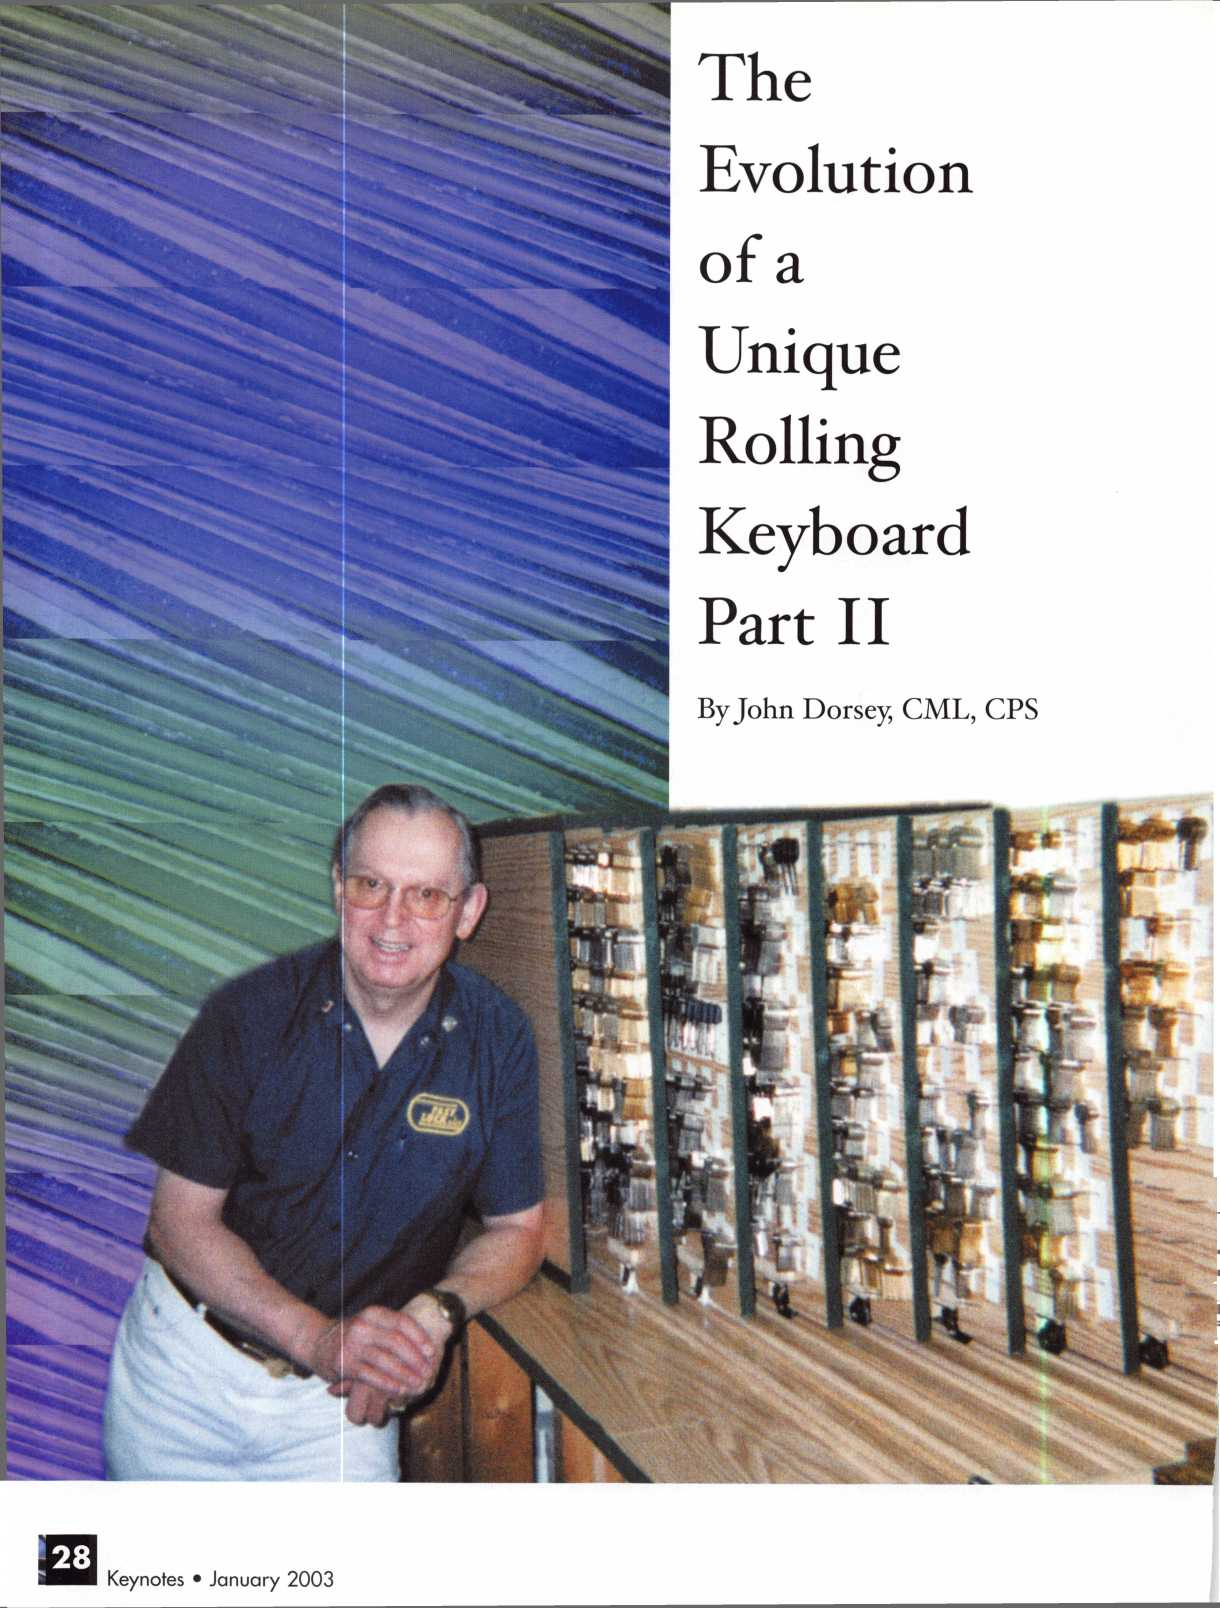 The
Evolution
of a
Unique
Rolling
Keyboard
Part II
By John Dorsey, CML, CPS
28
Keynotes • January 2003